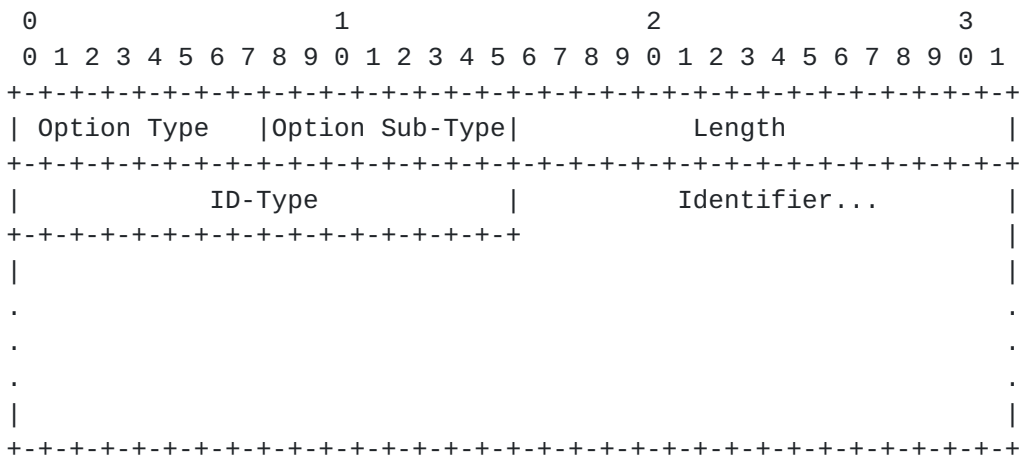 0                   1                   2                   3
 0 1 2 3 4 5 6 7 8 9 0 1 2 3 4 5 6 7 8 9 0 1 2 3 4 5 6 7 8 9 0 1
+-+-+-+-+-+-+-+-+-+-+-+-+-+-+-+-+-+-+-+-+-+-+-+-+-+-+-+-+-+-+-+-+
| Option Type   |Option Sub-Type|           Length              |
+-+-+-+-+-+-+-+-+-+-+-+-+-+-+-+-+-+-+-+-+-+-+-+-+-+-+-+-+-+-+-+-+
|            ID-Type            |          Identifier...        |
+-+-+-+-+-+-+-+-+-+-+-+-+-+-+-+-+                               |
|                                                               |
.                                                               .
.                                                               .
.                                                               .
|                                                               |
+-+-+-+-+-+-+-+-+-+-+-+-+-+-+-+-+-+-+-+-+-+-+-+-+-+-+-+-+-+-+-+-+